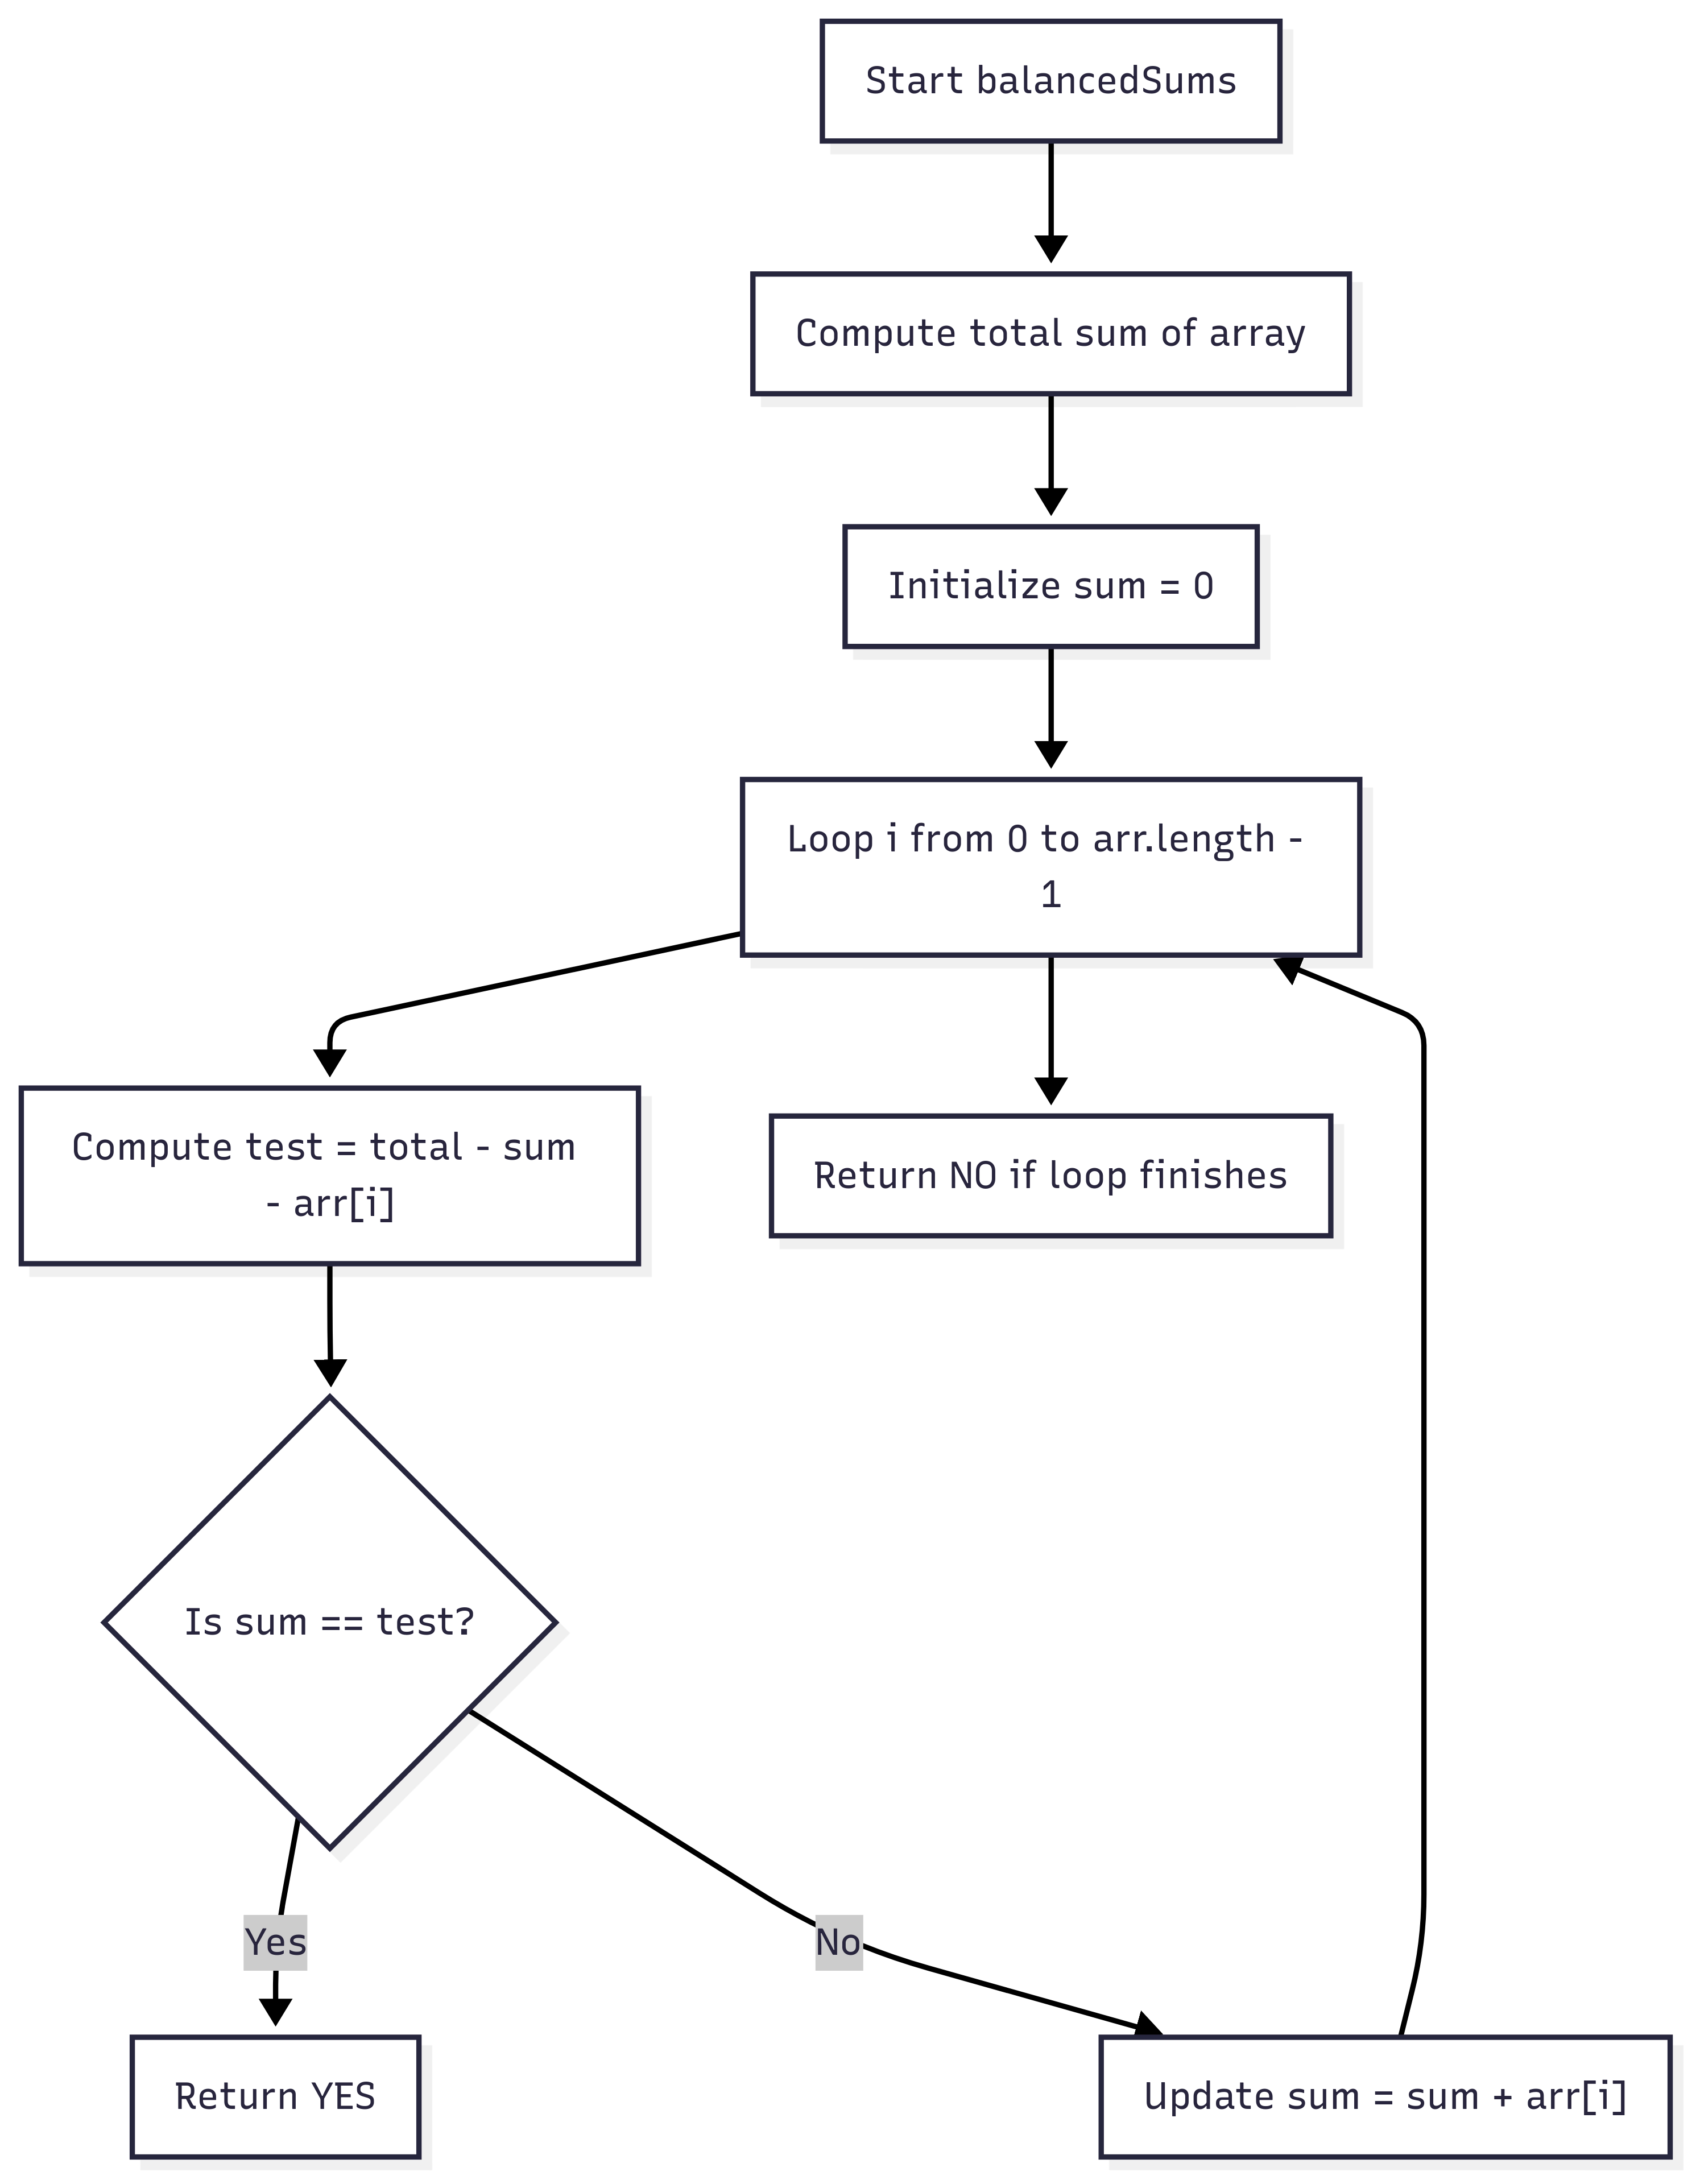 Start balancedSums
Compute total sum of array
Initialize sum = 0
Loop i from 0 to arr.length -
1
Compute test = total - sum
- arr[i]
Return NO if loop finishes
Is sum == test?
Yes
No
Return YES
Update sum = sum + arr[i]